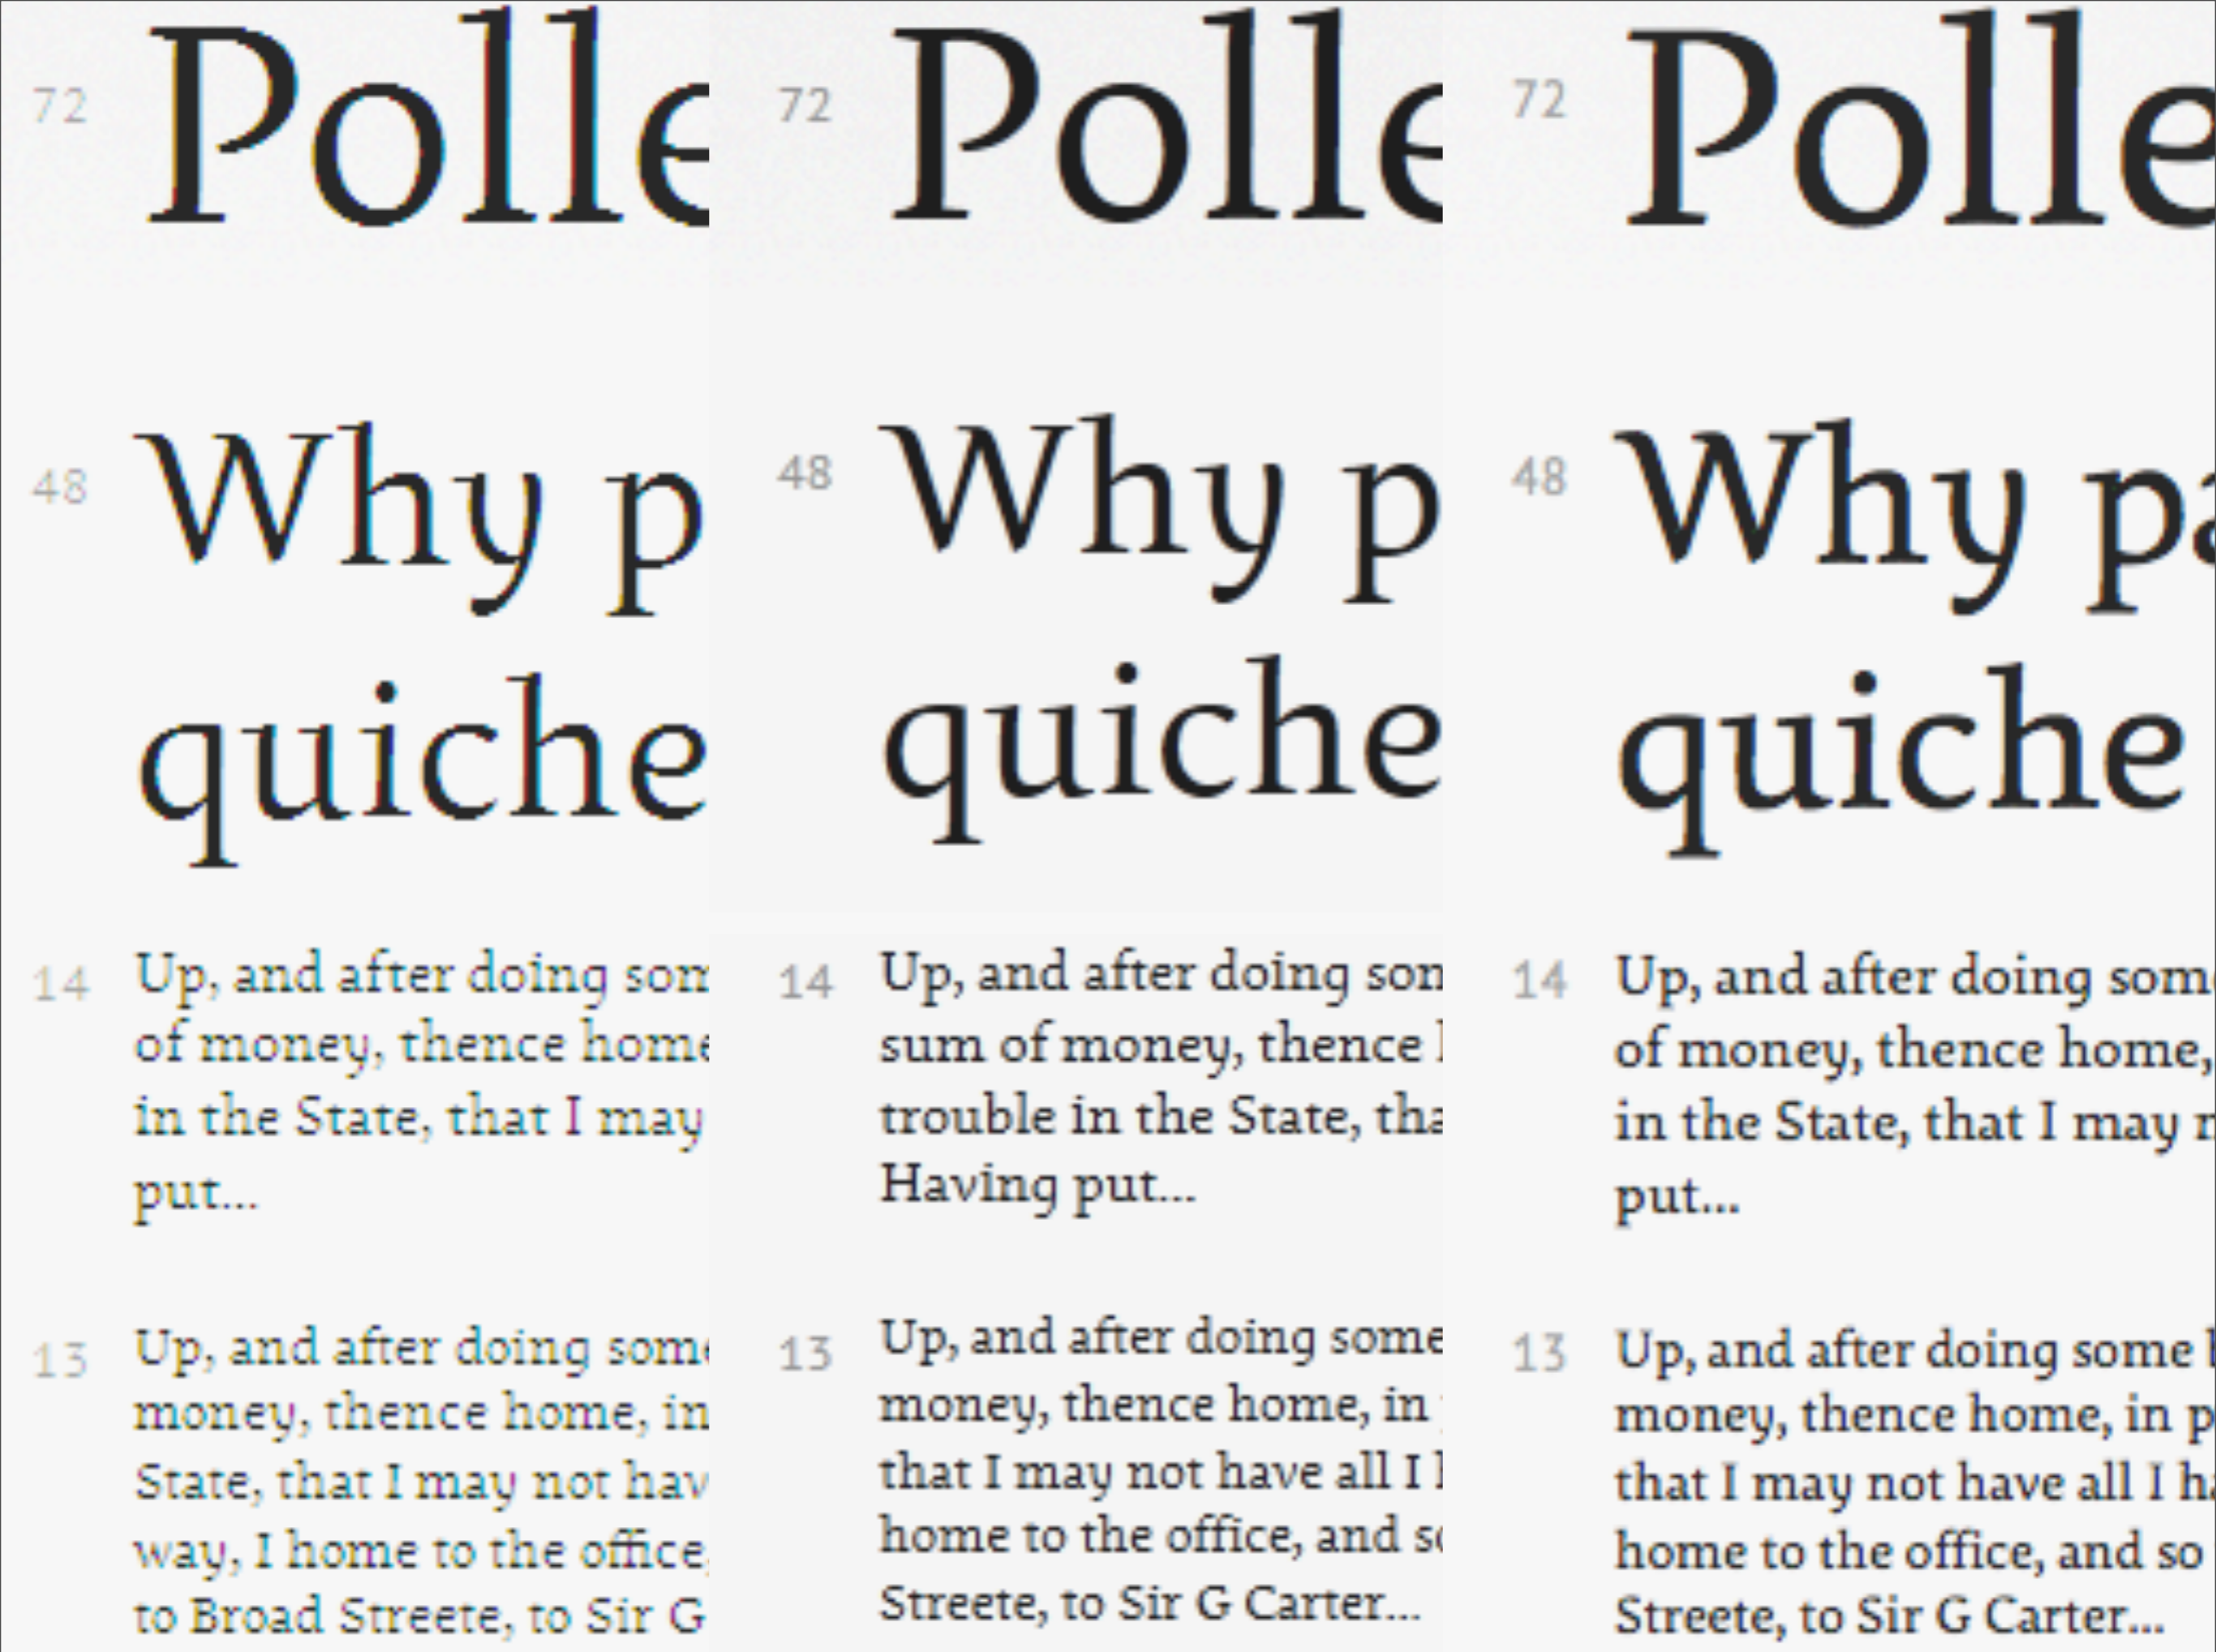 72 Polle
48 Why p
quiche
14 Up, and after doing som
of money, thence home
in the State, that I may
put...
13 Up, and after doing some
money, thence home, in
State, that I may not hav
way, I home to the office,
to Broad Streete, to Sir G
72 Polle
48 Why p
quiche
14 Up, and after doing som
sum of money, thence
trouble in the State, tha
Having put...
13 Up, and after doing some
money, thence home, in
that I may not have all I
home to the office, and so
Streete, to Sir G Carter...
72 Polle
48 Why pa
quiche
14 Up, and after doing some
of money, thence home,
in the State, that I may n
put...
13 Up, and after doing some
money, thence home, in p
that I may not have all I ha
home to the office, and so
Streete, to Sir G Carter...